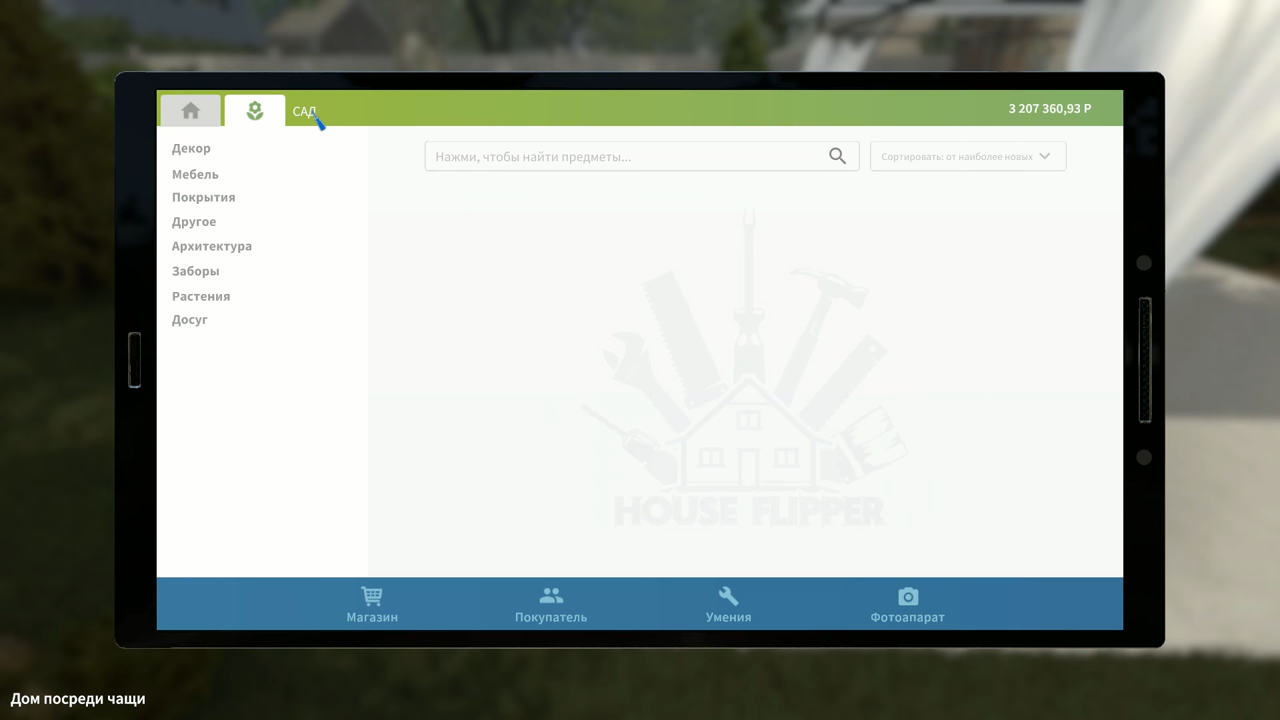 САД
3 207 360,93 Р
Декор
Мебель
Покрытия
Другое
Архитектура
Заборы
Растения
Досуг
Нажми, чтобы найти предметы...
Сортировать: от наиболее новых
HOUSE FLIPPER
Магазин
Покупатель
Умения
Фотоапарат
Дом посреди чащи